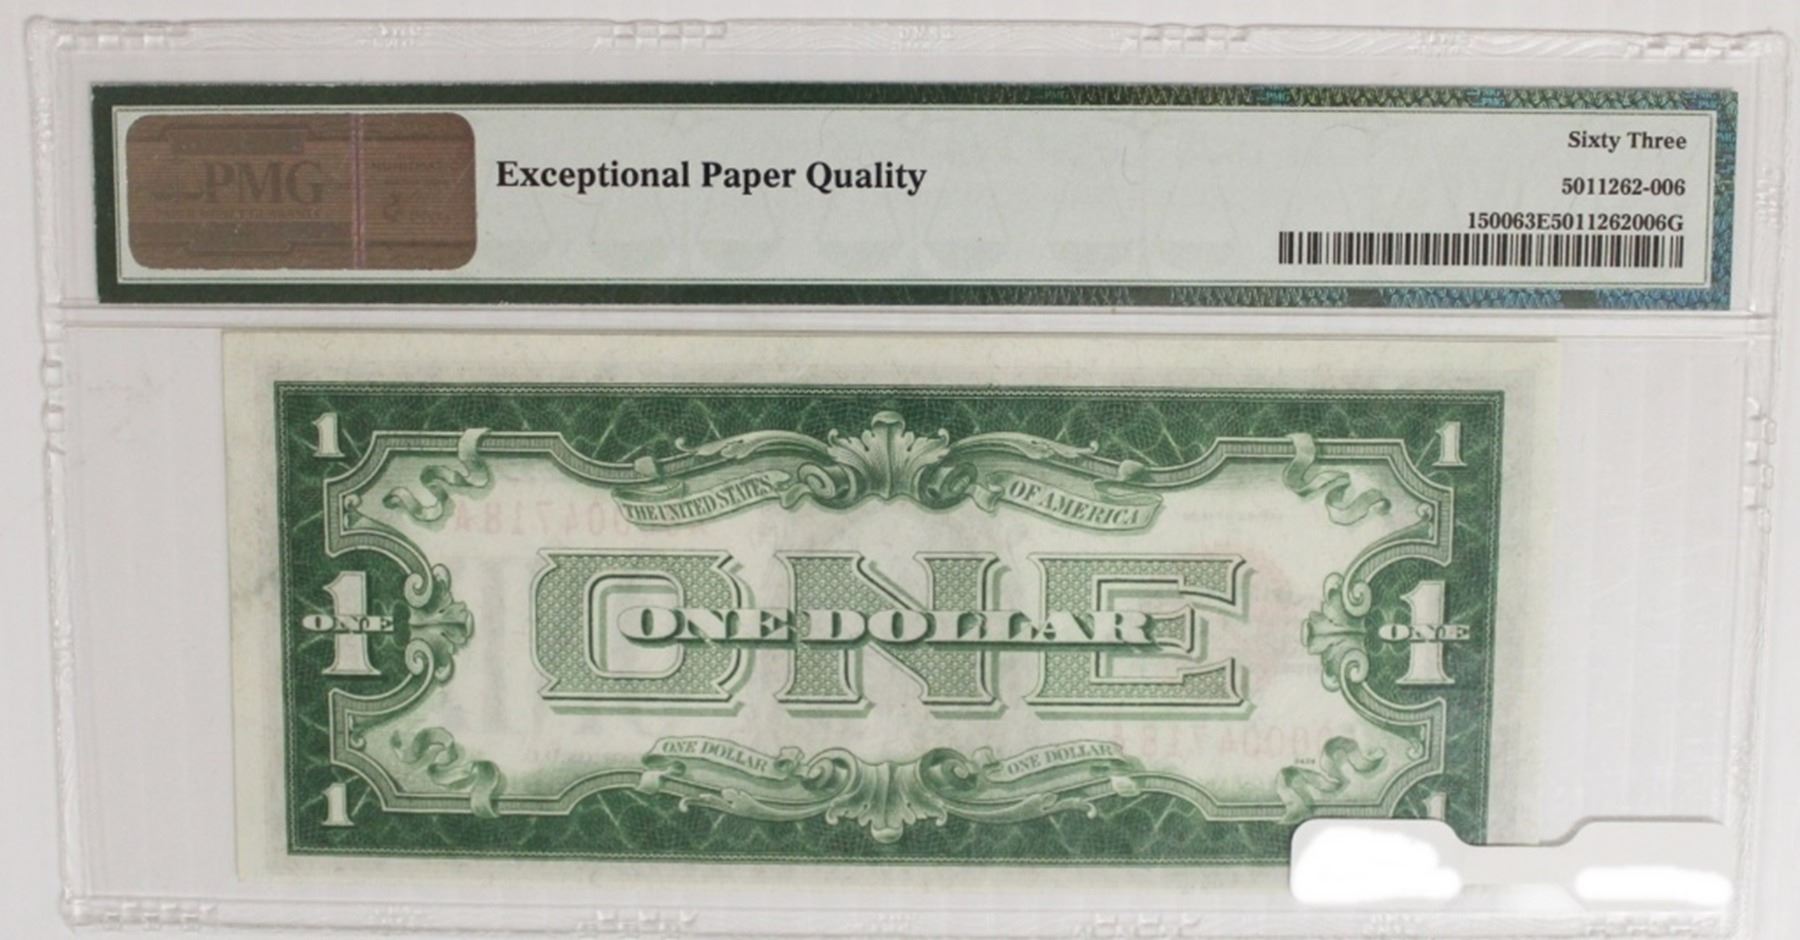 PMG
Exceptional Paper Quality
Sixty Three
5011262-006
150063E5011262006G
1
1
THE UNITED STATES
OF AMERICA
ONE
ONE DOLLAR
1
ONE
1
ONE
ONE DOLLAR
ONE DOLLAR
1
1